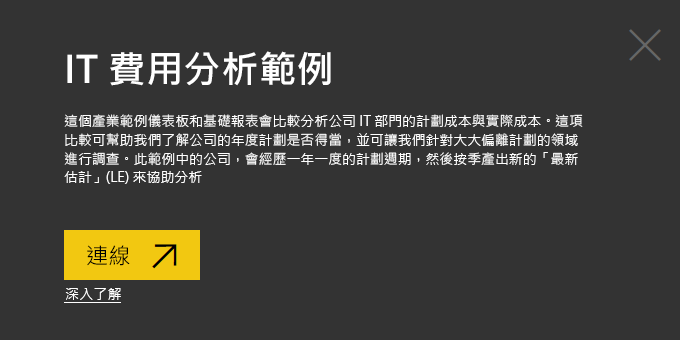 IT 費用分析範例
這個產業範例儀表板和基礎報表會比較分析公司 IT 部門的計劃成本與實際成本。這項
比較可幫助我們了解公司的年度計劃是否得當，並可讓我們針對大大偏離計劃的領域
進行調查。此範例中的公司，會經歷一年一度的計劃週期，然後按季產出新的「最新
估計」(LE) 來協助分析
連線
深入了解